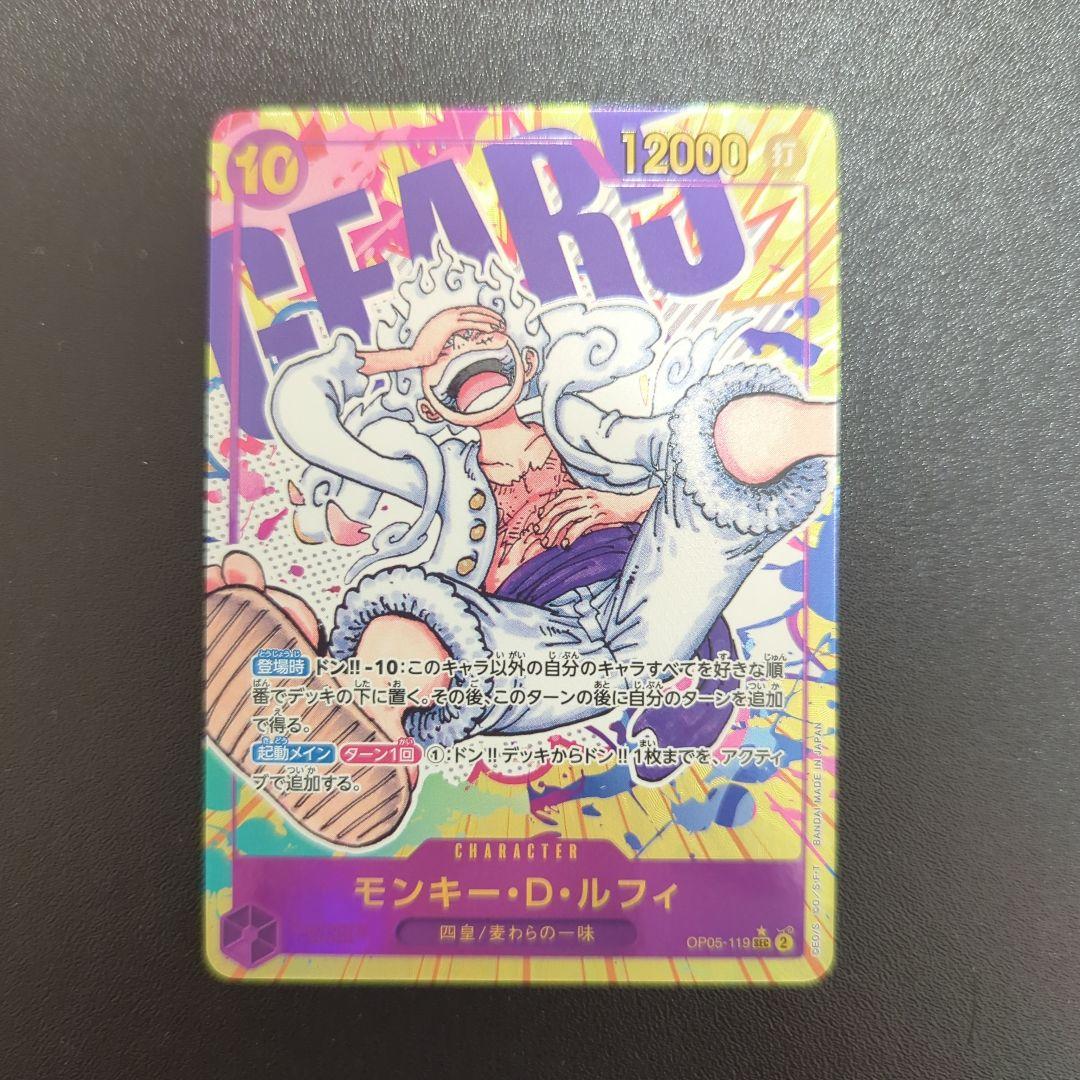 10
12000 打
GEAR5
登場時 ドン!!-10:このキャラ以外の自分のキャラすべてを好きな順
番でデッキの下に置く。その後、このターンの後に自分のターンを追加
で得る。
起動メイン ターン1回 ①:ドン!!デッキからドン!!1枚までを、アクティ
ブで追加する。
CHARACTER
モンキー・D・ルフィ
四皇/麦わらの一味
OP05-119 SEC ★ 2
©E.O/S. ©O/S·F·T BANDAI MADE IN JAPAN